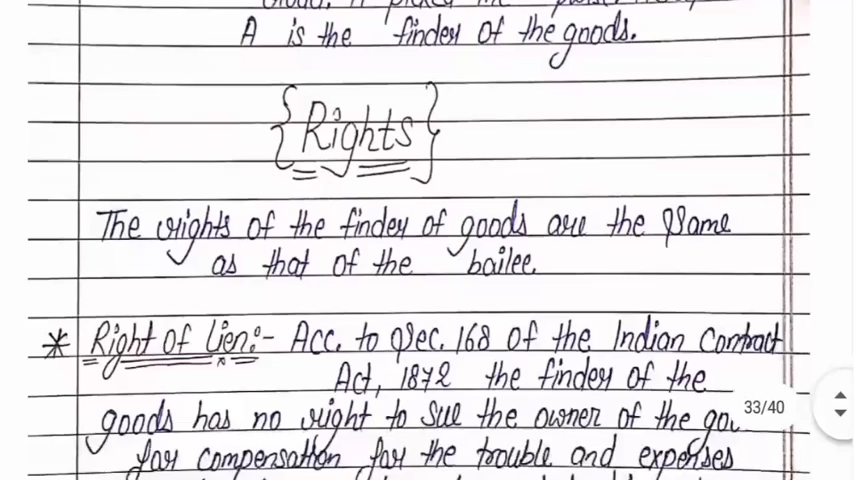 A is the finder of the goods.
{Rights}
The rights of the finder of goods are the same
as that of the bailee.
* Right of Lien:- Acc. to Sec. 168 of the Indian Contract
Act, 1872 the finder of the
33/40
goods has no right to sue the owner of the
for compensation for the trouble and expenses